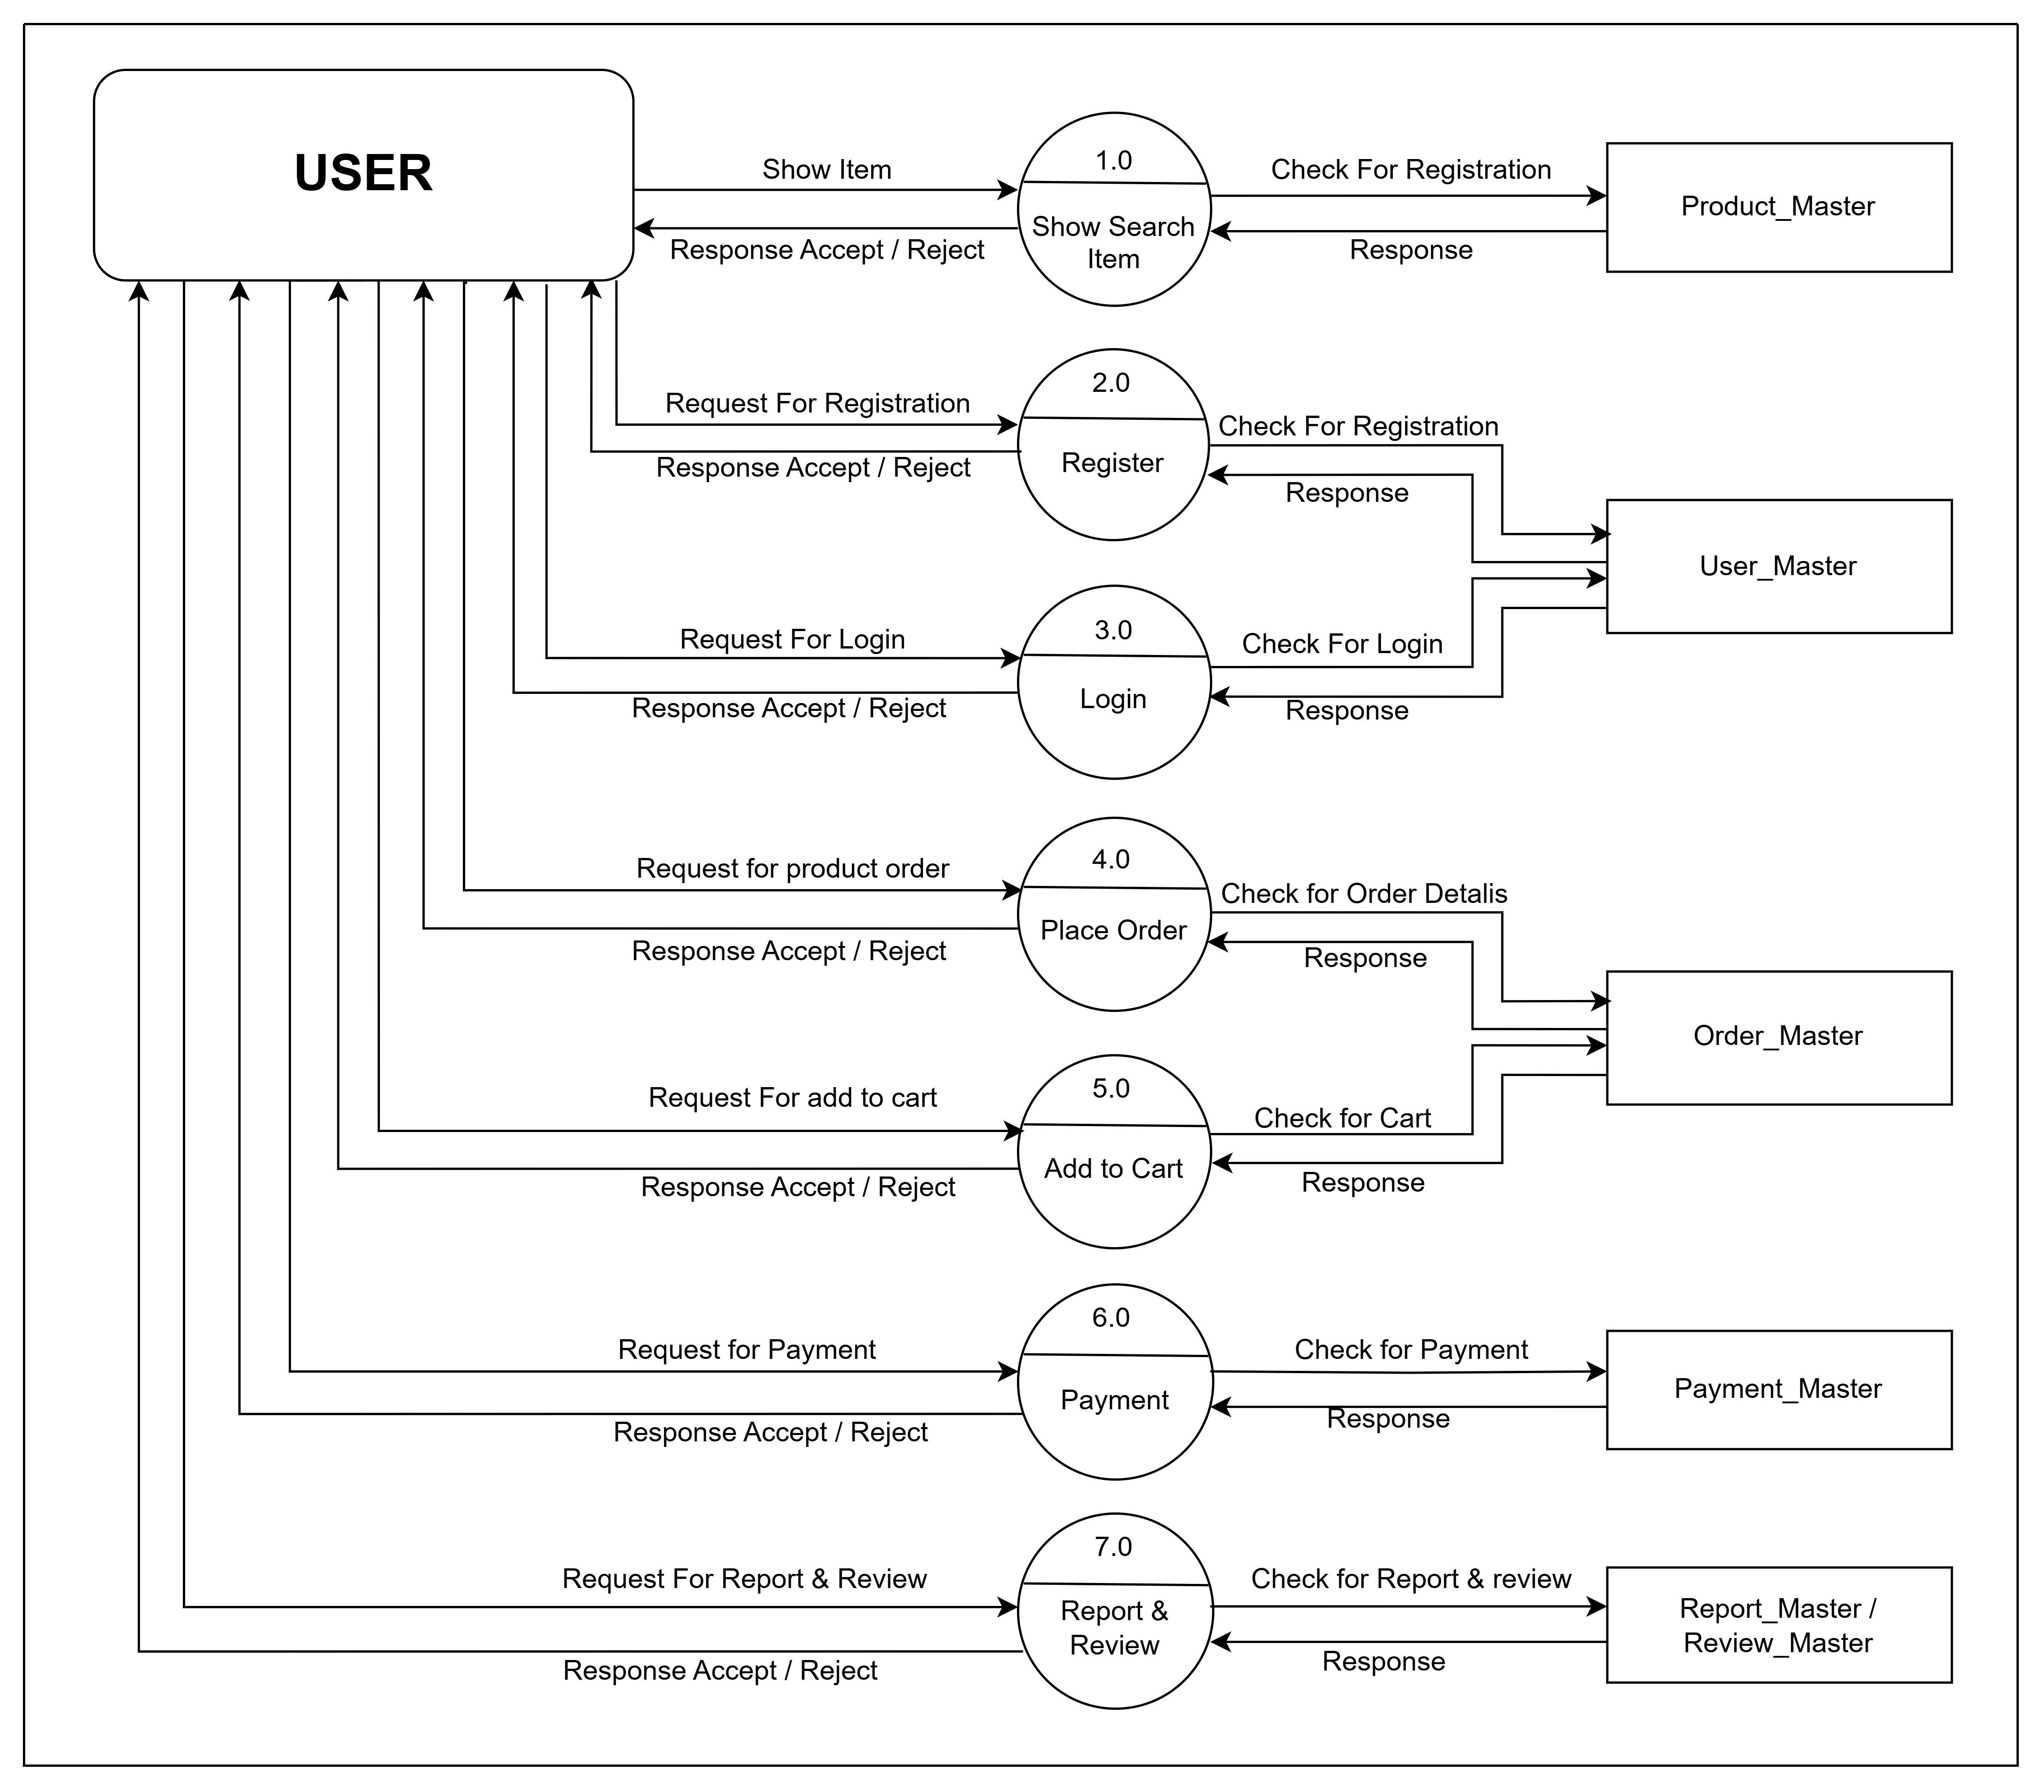 USER
Show Item
Response Accept / Reject
1.0
Show Search
Item
Check For Registration
Response
Product_Master
Request For Registration
Response Accept / Reject
2.0
Register
Check For Registration
Response
User_Master
Request For Login
Response Accept / Reject
3.0
Login
Check For Login
Response
Request for product order
Response Accept / Reject
4.0
Place Order
Check for Order Detalis
Response
Order_Master
Request For add to cart
Response Accept / Reject
5.0
Add to Cart
Check for Cart
Response
Request for Payment
Response Accept / Reject
6.0
Payment
Check for Payment
Response
Payment_Master
Request For Report & Review
Response Accept / Reject
7.0
Report &
Review
Check for Report & review
Response
Report_Master /
Review_Master